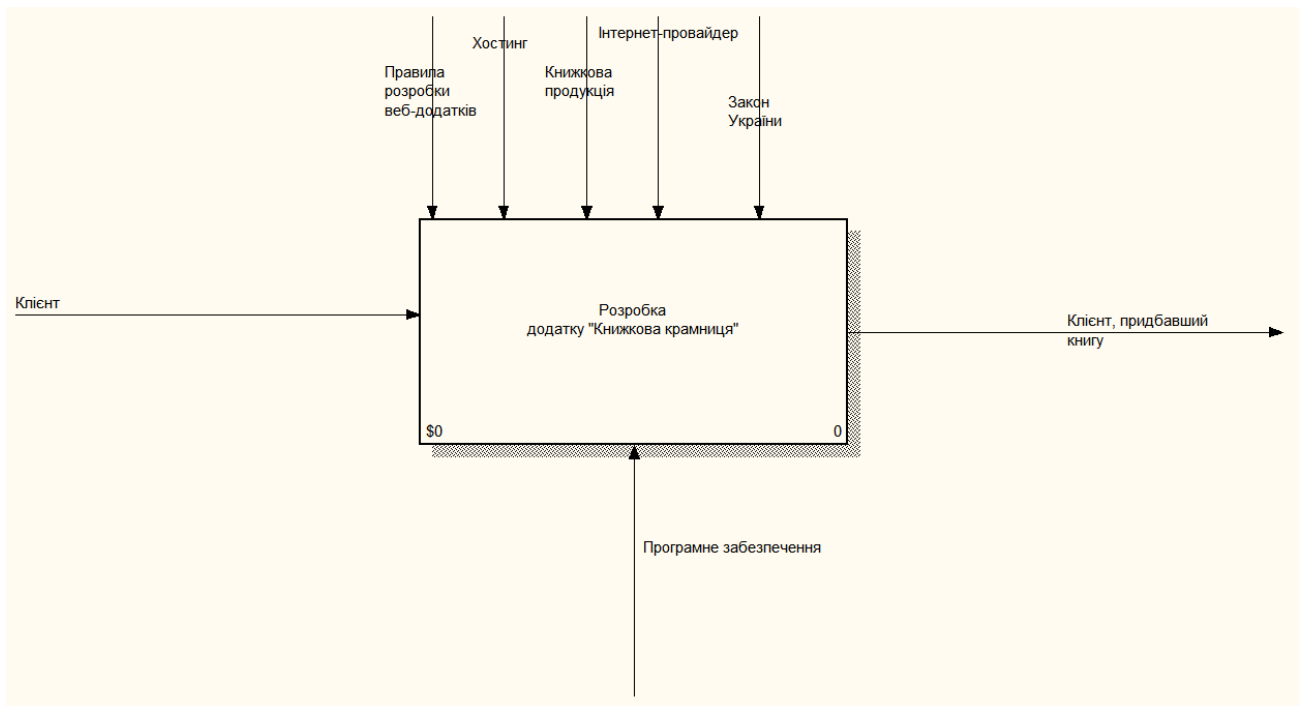 Інтернет-провайдер
Хостинг
Правила
розробки
веб-додатків
Книжкова
продукція
Закон
України
Клієнт
Розробка
додатку "Книжкова крамниця"
$0
0
Клієнт, придбавший
книгу
Програмне забезпечення